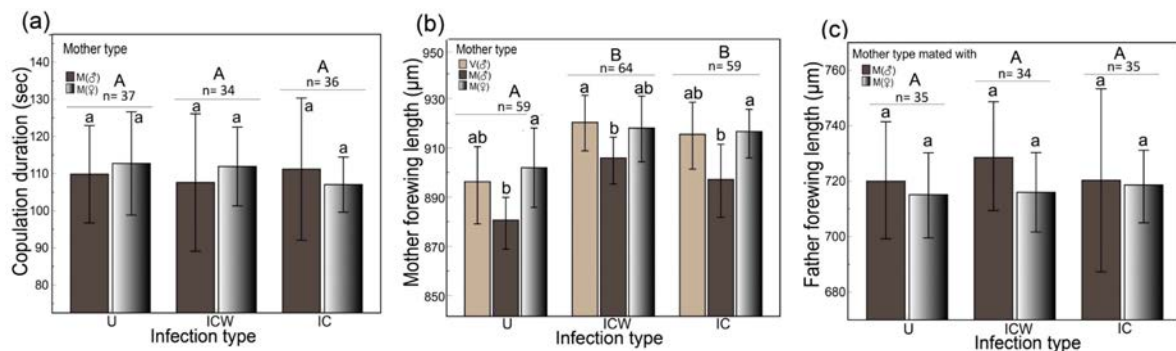 (a)
Copulation duration (sec)
140
130
120
110
100
90
80
Mother type
M(♂)
M(♀)
A
n= 37
A
n= 34
A
n= 36
a
a
a
a
a
a
U
ICW
IC
Infection type
(b)
Mother forewing length (µm)
950
930
910
890
870
850
Mother type
V(♂)
M(♂)
M(♀)
A
n= 59
B
n= 64
B
n= 59
ab
b
a
a
b
ab
ab
b
a
U
ICW
IC
Infection type
(c)
Father forewing length (µm)
760
740
720
700
680
Mother type mated with
M(♂)
M(♀)
A
n= 35
A
n= 34
A
n= 35
a
a
a
a
a
a
U
ICW
IC
Infection type